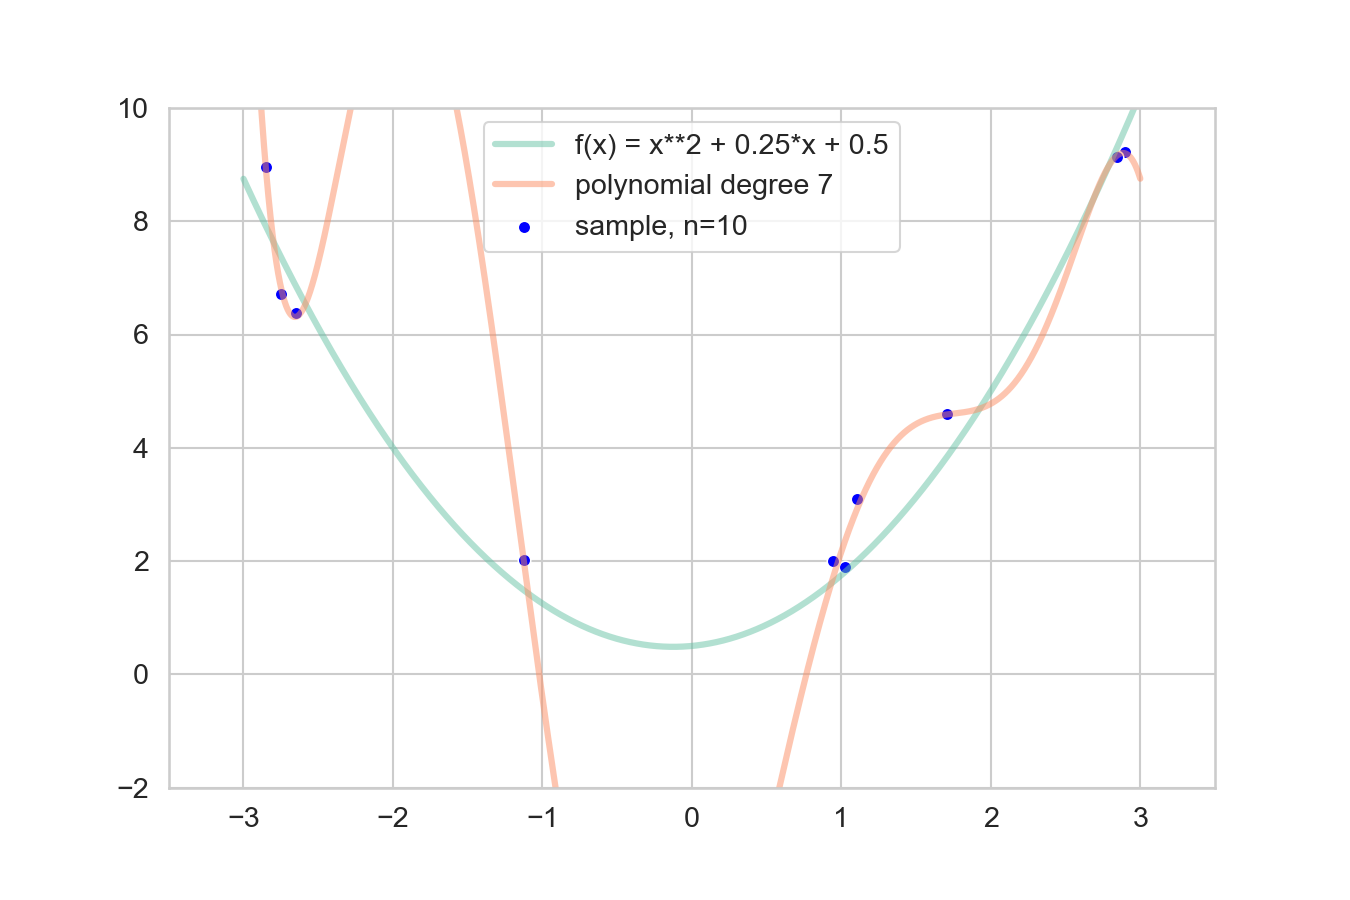 10
8
6
4
2
0
−2
f(x) = x**2 + 0.25*x + 0.5
polynomial degree 7
sample, n=10
−3 −2 −1 0 1 2 3